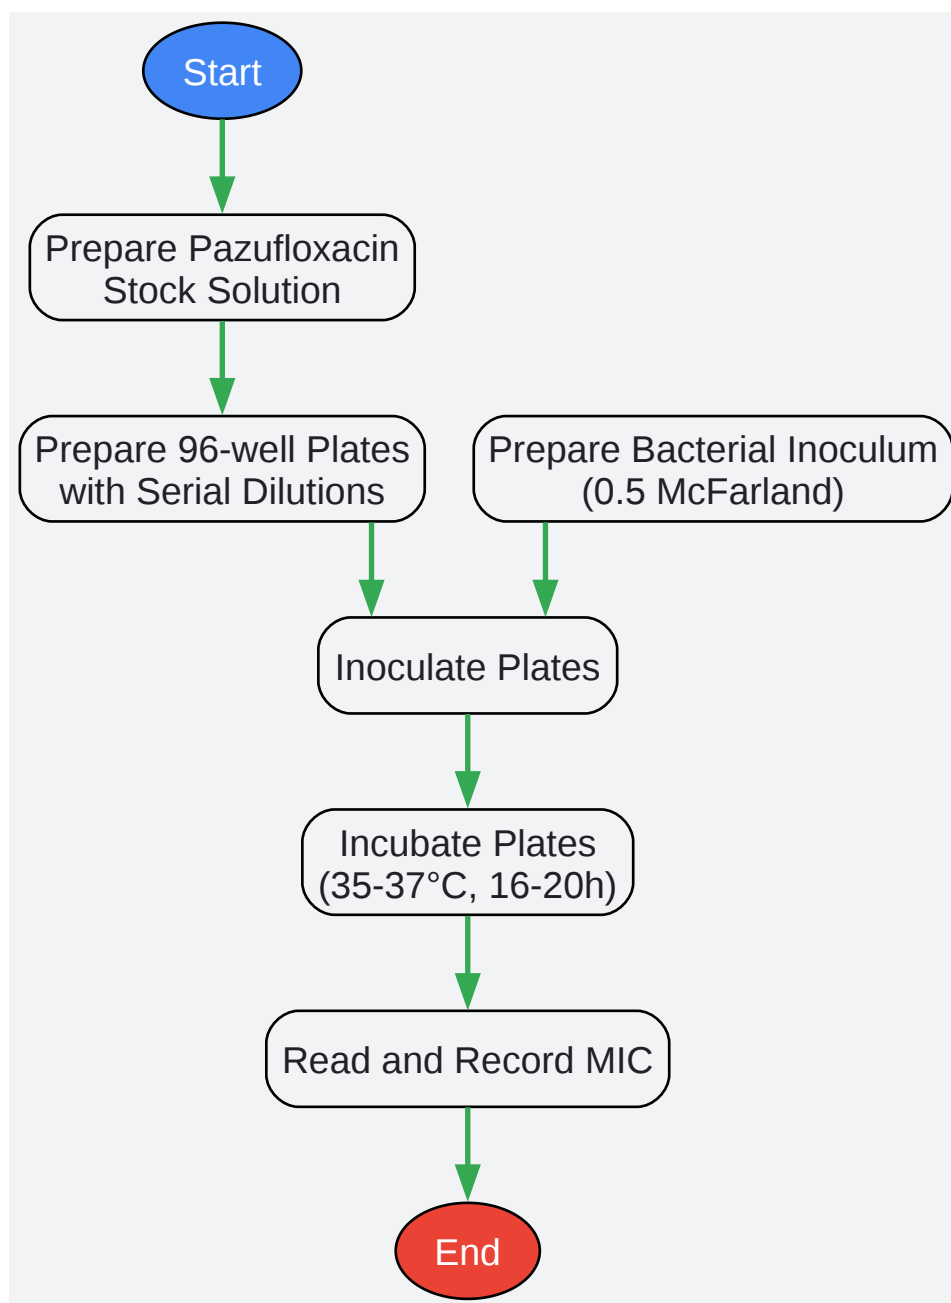 Start
Prepare Pazufloxacin
Stock Solution
Prepare 96-well Plates
with Serial Dilutions
Prepare Bacterial Inoculum
(0.5 McFarland)
Inoculate Plates
Incubate Plates
(35-37°C, 16-20h)
Read and Record MIC
End